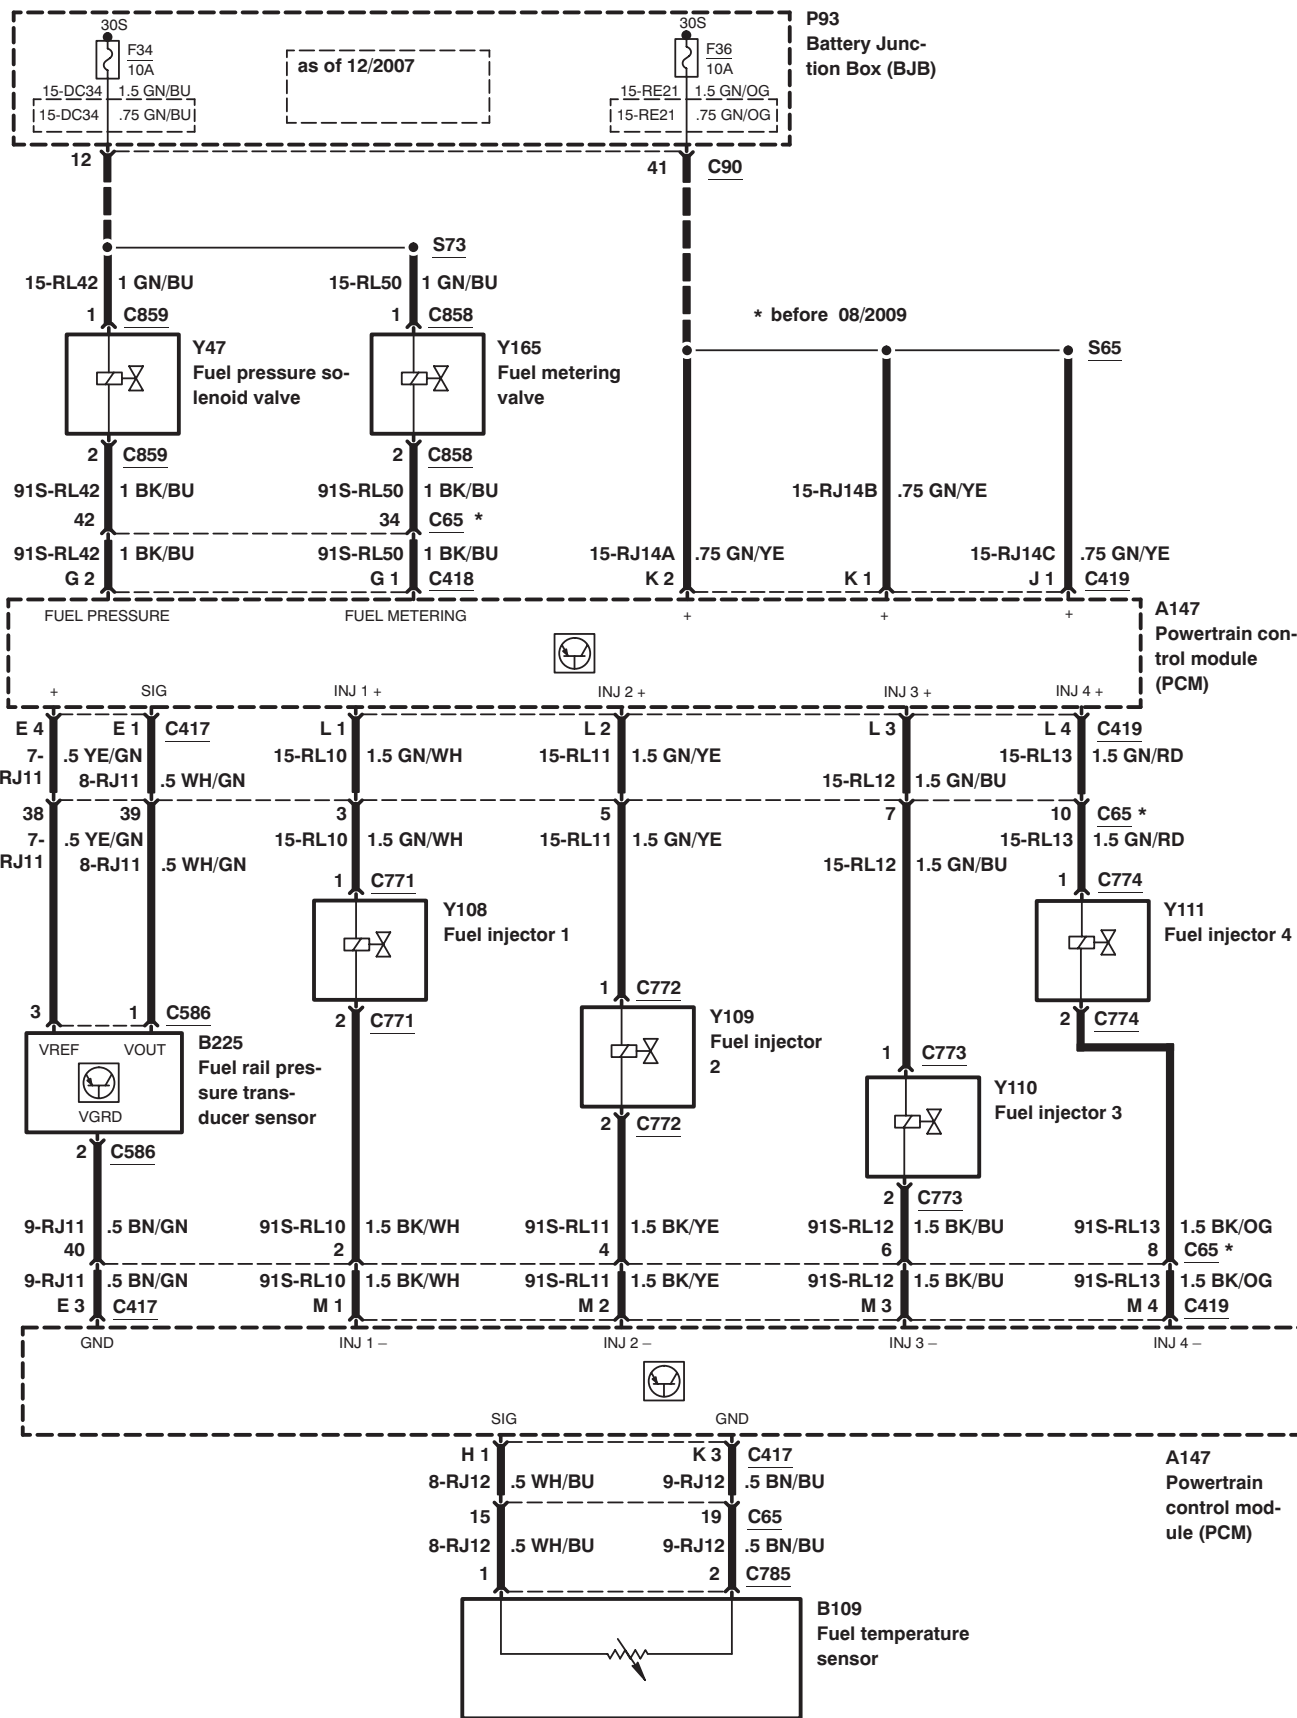 30S
F34
10A
15-DC34 1.5 GN/BU
15-DC34 .75 GN/BU
as of 12/2007
30S
F36
10A
15-RE21 1.5 GN/OG
15-RE21 .75 GN/OG
P93
Battery Junc-
tion Box (BJB)
12
41 C90
S73
15-RL42 1 GN/BU
15-RL50 1 GN/BU
1 C859
1 C858
* before 08/2009
S65
Y47
Fuel pressure so-
lenoid valve
Y165
Fuel metering
valve
2 C859
2 C858
91S-RL42 1 BK/BU
91S-RL50 1 BK/BU
15-RJ14B .75 GN/YE
42
34 C65 *
91S-RL42 1 BK/BU
91S-RL50 1 BK/BU
15-RJ14A .75 GN/YE
15-RJ14C .75 GN/YE
G 2
G 1 C418
K 2
K 1
J 1 C419
FUEL PRESSURE
FUEL METERING
+
+
+
A147
Powertrain con-
trol module
(PCM)
+
SIG
INJ 1 +
INJ 2 +
INJ 3 +
INJ 4 +
E 4
E 1 C417
L 1
L 2
L 3
L 4 C419
7-
RJ11
.5 YE/GN
8-RJ11 .5 WH/GN
15-RL10 1.5 GN/WH
15-RL11 1.5 GN/YE
15-RL12 1.5 GN/BU
15-RL13 1.5 GN/RD
38
39
3
5
7
10 C65 *
7-
RJ11
.5 YE/GN
8-RJ11 .5 WH/GN
15-RL10 1.5 GN/WH
15-RL11 1.5 GN/YE
15-RL12 1.5 GN/BU
15-RL13 1.5 GN/RD
1 C771
1 C774
Y108
Fuel injector 1
Y111
Fuel injector 4
1 C772
3
1 C586
2 C771
2 C774
Y109
Fuel injector
2
VREF
VOUT
VGRD
B225
Fuel rail pres-
sure trans-
ducer sensor
1 C773
Y110
Fuel injector 3
2 C772
2 C586
2 C773
9-RJ11 .5 BN/GN
91S-RL10 1.5 BK/WH
91S-RL11 1.5 BK/YE
91S-RL12 1.5 BK/BU
91S-RL13 1.5 BK/OG
40
2
4
6
8 C65 *
9-RJ11 .5 BN/GN
91S-RL10 1.5 BK/WH
91S-RL11 1.5 BK/YE
91S-RL12 1.5 BK/BU
91S-RL13 1.5 BK/OG
E 3 C417
M 1
M 2
M 3
M 4 C419
GND
INJ 1 –
INJ 2 –
INJ 3 –
INJ 4 –
SIG
GND
H 1
K 3 C417
A147
Powertrain
control mod-
ule (PCM)
8-RJ12 .5 WH/BU
9-RJ12 .5 BN/BU
15
19 C65
8-RJ12 .5 WH/BU
9-RJ12 .5 BN/BU
1
2 C785
B109
Fuel temperature
sensor